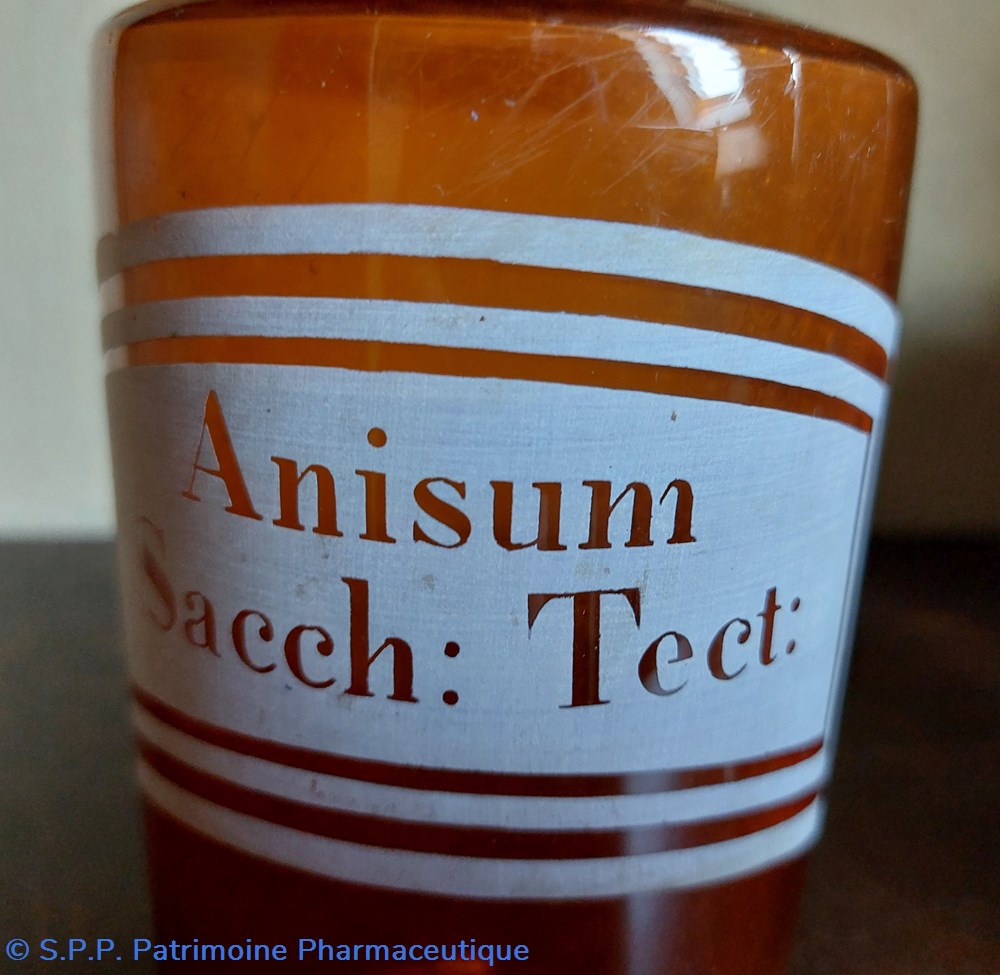 Anisum
Sacch: Tect:
© S.P.P. Patrimoine Pharmaceutique